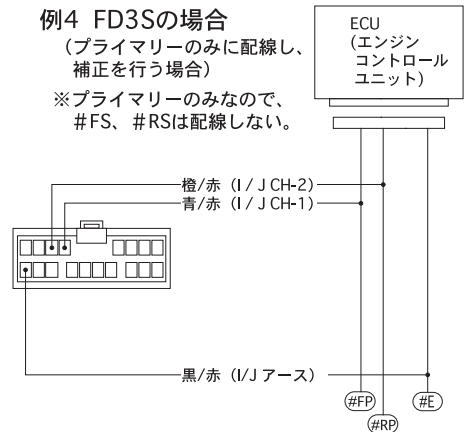 例4 FD3Sの場合
（プライマリーのみに配線し、
補正を行う場合）
※プライマリーのみなので、
#FS、#RSは配線しない。
ECU
(エンジン
コントロール
ユニット)
橙/赤（I / J CH-2）
青/赤（I / J CH-1）
黒/赤（I/J アース）
#FP
#RP
#E